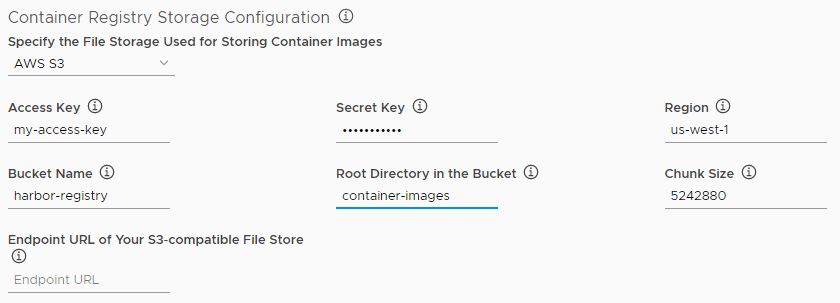 Container Registry Storage Configuration
Specify the File Storage Used for Storing Container Images
AWS S3
Access Key
Secret Key
Region
my-access-key
•••••••••••
us-west-1
Bucket Name
Root Directory in the Bucket
Chunk Size
harbor-registry
container-images
5242880
Endpoint URL of Your S3-compatible File Store
Endpoint URL